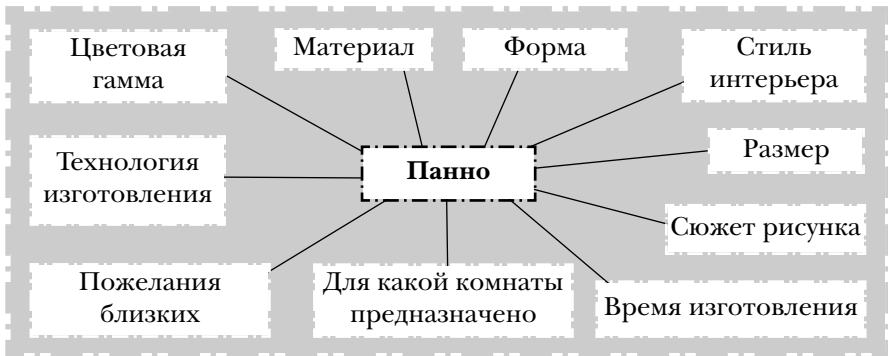 Цветовая
гамма
Материал
Форма
Стиль
интерьера
Технология
изготовления
Панно
Размер
Сюжет рисунка
Пожелания
близких
Для какой комнаты
предназначено
Время изготовления